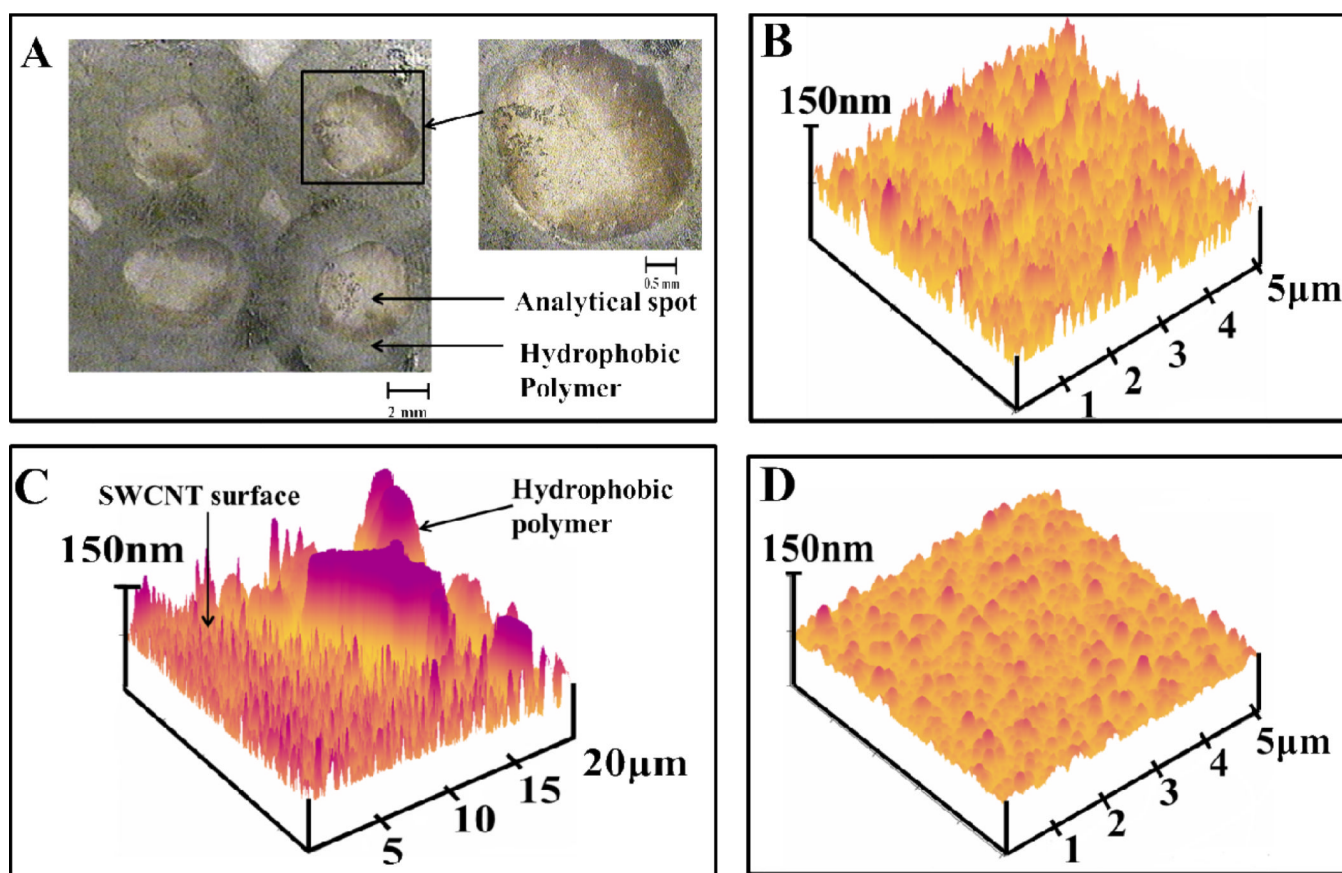 A
0.5 mm
Analytical spot
Hydrophobic
Polymer
2 mm
B
150nm
1
2
3
4
5μm
C
SWCNT surface
Hydrophobic
polymer
150nm
5
10
15
20μm
D
150nm
1
2
3
4
5μm